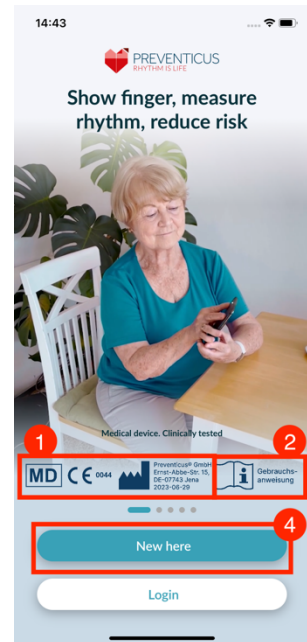 14:43
PREVENTICUS
RHYTHM IS LIFE
Show finger, measure
rhythm, reduce risk
Medical device. Clinically tested
1
2
MD CE 0044
Preventicus® GmbH
Ernst-Abbe-Str. 15,
DE-07743 Jena
2023-06-29
i
Gebrauchs-
anweisung
4
New here
Login